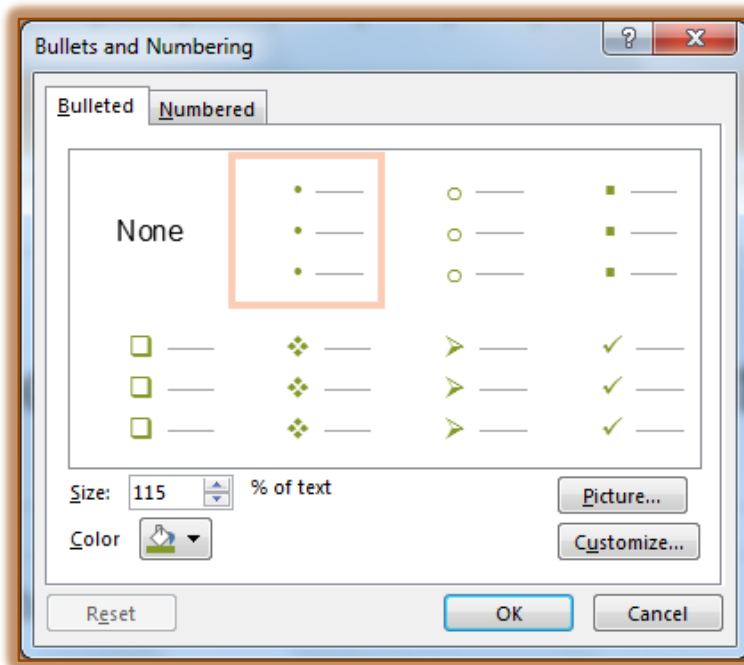 Bullets and Numbering
Bulleted Numbered
None
Size: 115 % of text
Picture...
Color
Customize...
Reset OK Cancel